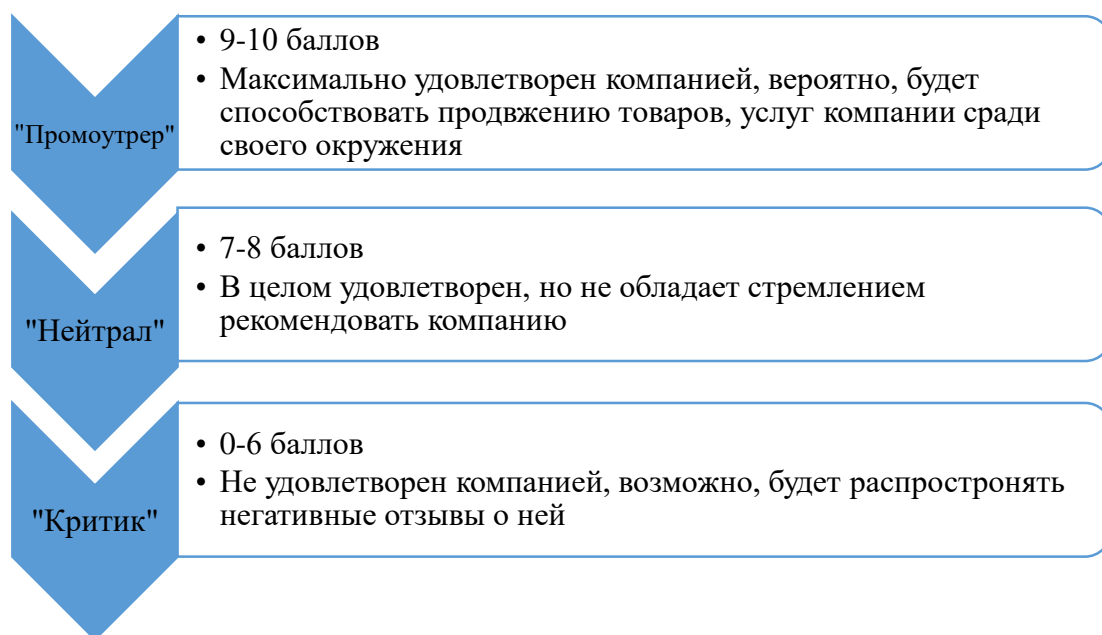 "Промоутрер"
• 9-10 баллов
• Максимально удовлетворен компанией, вероятно, будет
способствовать продвжению товаров, услуг компании сради
своего окружения
"Нейтрал"
• 7-8 баллов
• В целом удовлетворен, но не обладает стремлением
рекомендовать компанию
"Критик"
• 0-6 баллов
• Не удовлетворен компанией, возможно, будет распростронять
негативные отзывы о ней